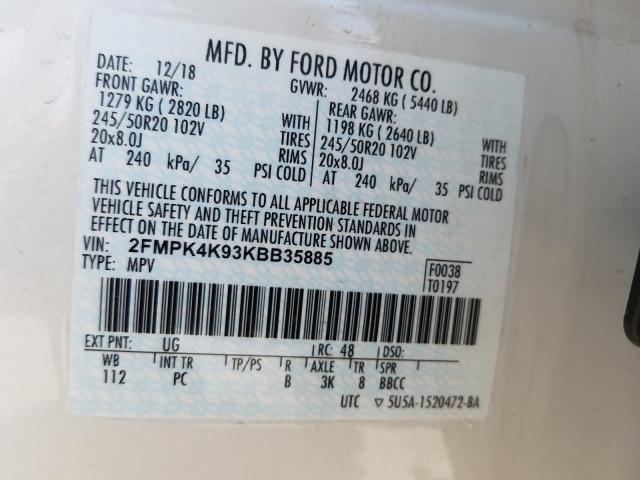 MFD. BY FORD MOTOR CO.
DATE: 12/18 GVWR: 2468 KG ( 5440 LB)
FRONT GAWR: REAR GAWR:
1279 KG ( 2820 LB) WITH 1198 KG ( 2640 LB) WITH
245/50R20 102V TIRES 245/50R20 102V TIRES
20x8.0J RIMS 20x8.0J RIMS
AT 240 kPa/ 35 PSI COLD AT 240 kPa/ 35 PSI COLD
THIS VEHICLE CONFORMS TO ALL APPLICABLE FEDERAL MOTOR
VEHICLE SAFETY AND THEFT PREVENTION STANDARDS IN
EFFECT ON THE DATE OF MANUFACTURE SHOWN ABOVE.
VIN: 2FMPK4K93KBB35885
TYPE: MPV
F0038
T0197
EXT PNT: UG RC: 48 DSO:
WB INT TR TP/PS R AXLE TR SPR
112 PC B 3K 8 BBCC
UTC ▽ 5U5A-1520472-BA